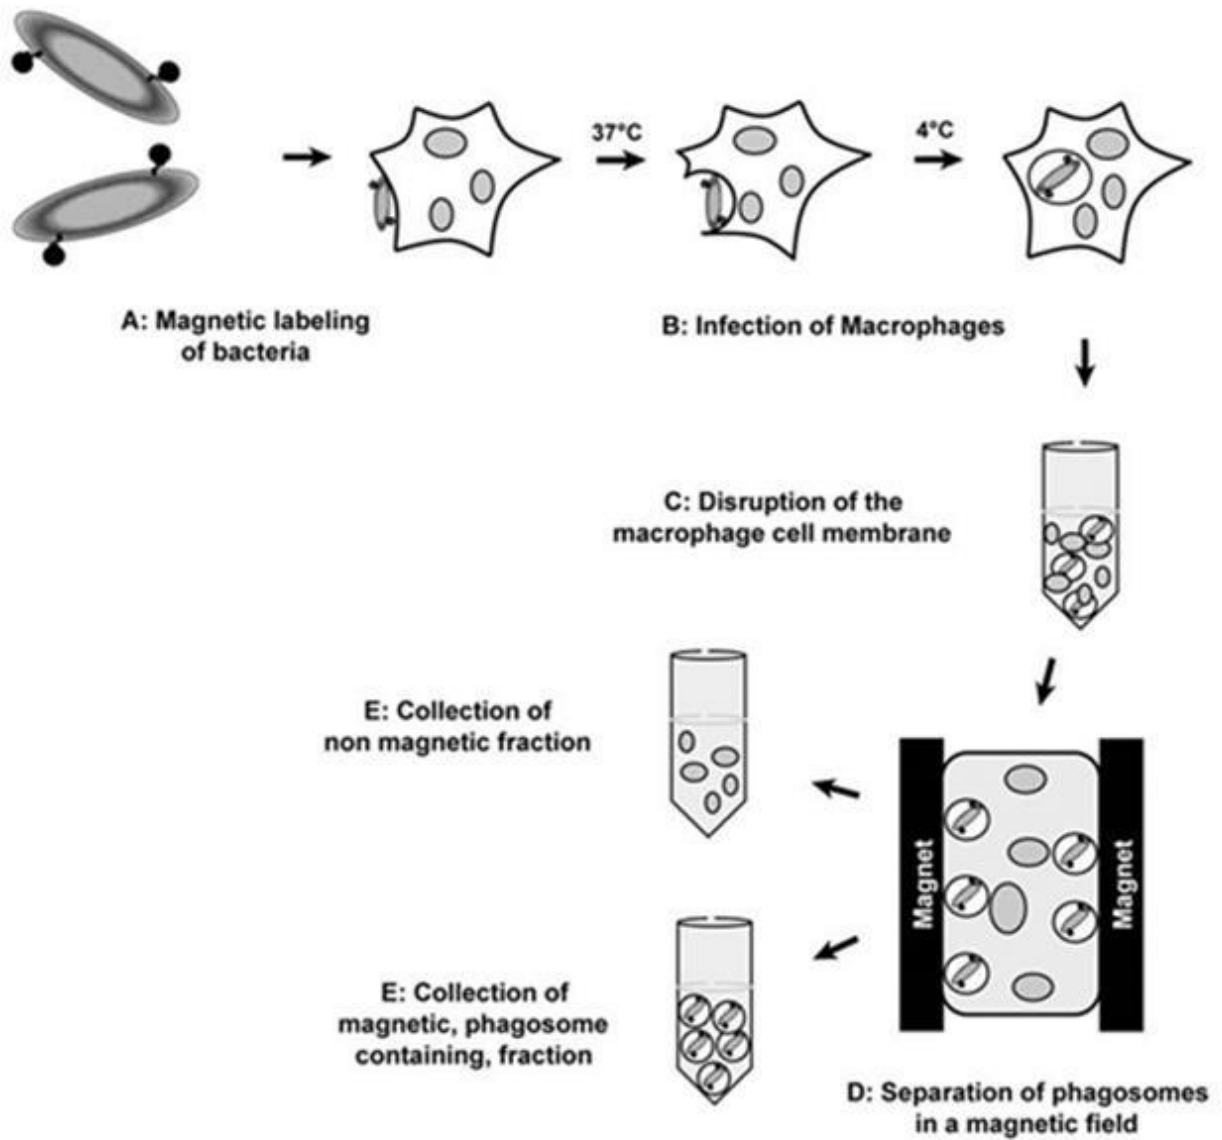 37°C
4°C
A: Magnetic labeling
of bacteria
B: Infection of Macrophages
C: Disruption of the
macrophage cell membrane
E: Collection of
non magnetic fraction
Magnet
Magnet
E: Collection of
magnetic, phagosome
containing, fraction
D: Separation of phagosomes
in a magnetic field